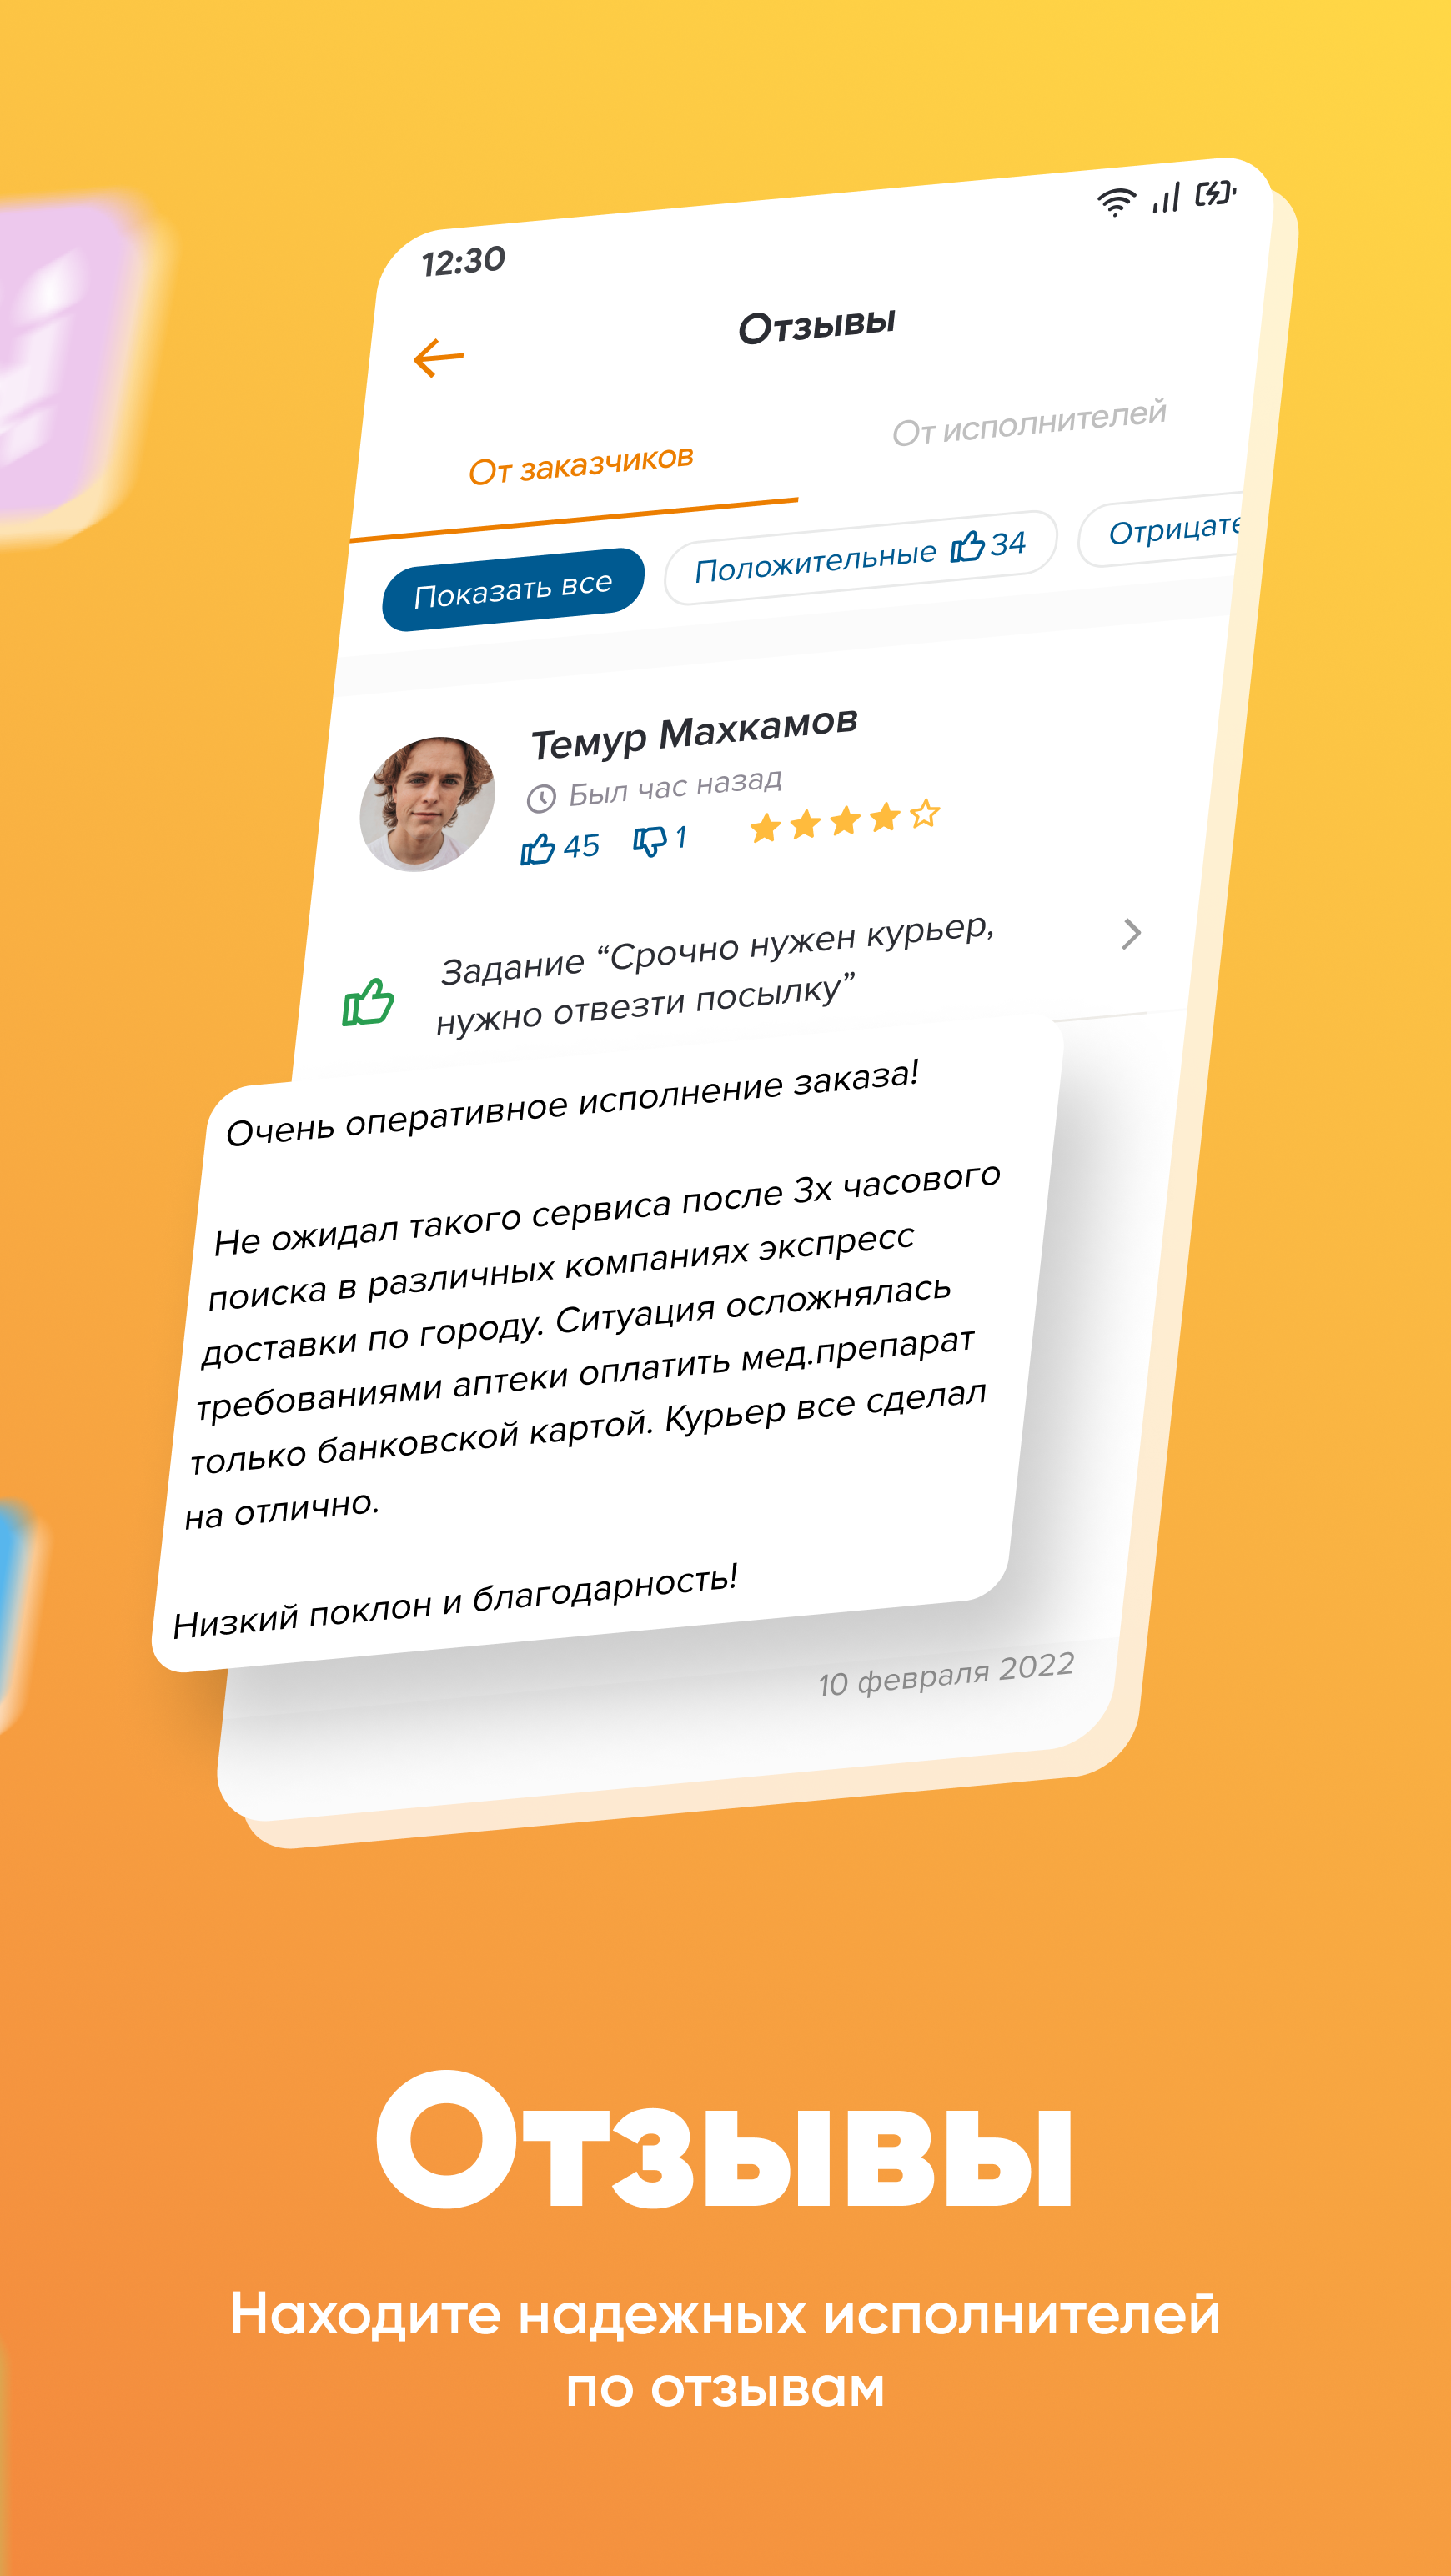 12:30
Отзывы
От заказчиков
От исполнителей
Показать все
Положительные 34
Отрицате
Темур Махкамов
Был час назад
45 1
Задание “Срочно нужен курьер,
нужно отвезти посылку”
Очень оперативное исполнение заказа!
Не ожидал такого сервиса после 3х часового
поиска в различных компаниях экспресс
доставки по городу. Ситуация осложнялась
требованиями аптеки оплатить мед.препарат
только банковской картой. Курьер все сделал
на отлично.
Низкий поклон и благодарность!
10 февраля 2022
Отзывы
Находите надежных исполнителей
по отзывам